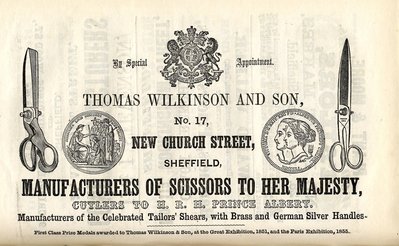 By Special Appointment.
THOMAS WILKINSON AND SON,
No. 17,
NEW CHURCH STREET,
SHEFFIELD,
MANUFACTURERS OF SCISSORS TO HER MAJESTY,
CUTLERS TO H. R. H. PRINCE ALBERT.
Manufacturers of the Celebrated Tailors' Shears, with Brass and German Silver Handles-
First Class Prize Medals awarded to Thomas Wilkinson & Son, at the Great Exhibition, 1851, and the Paris Exhibition, 1855.